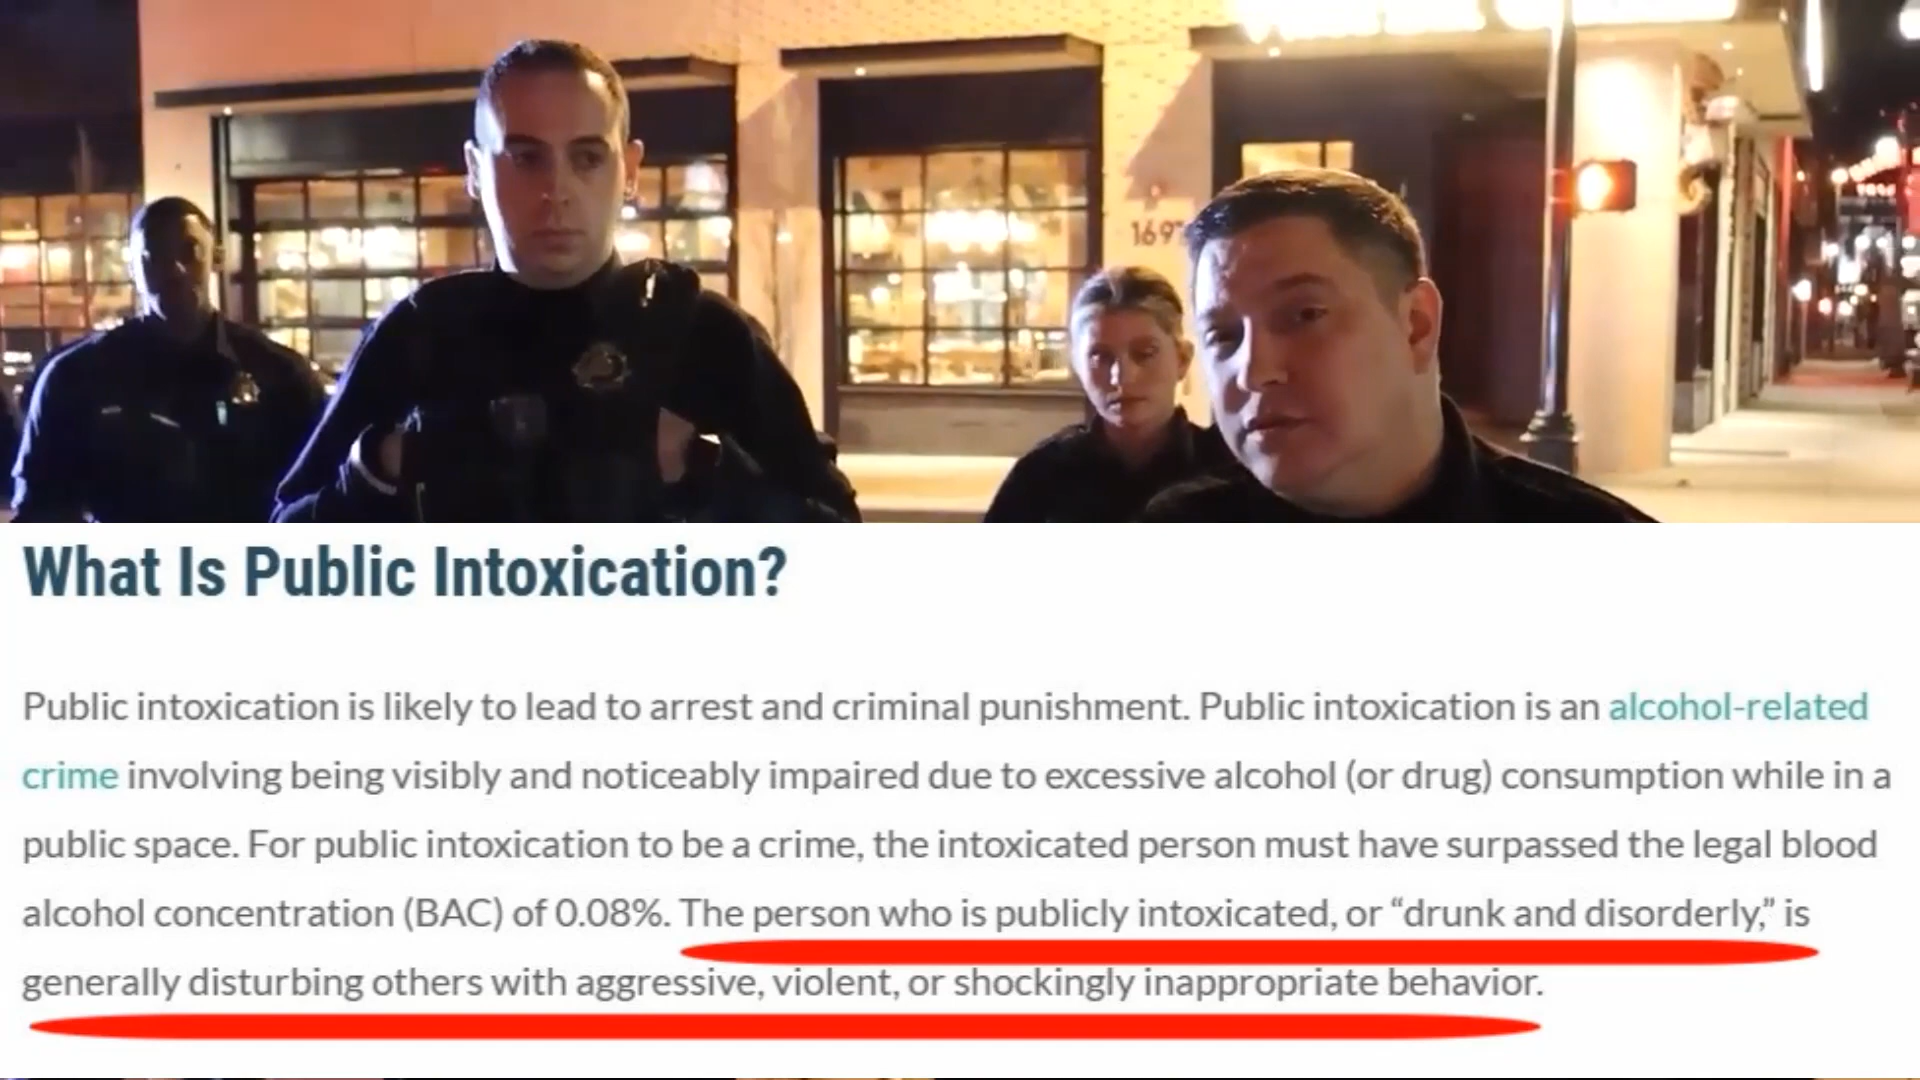 169
What Is Public Intoxication?
Public intoxication is likely to lead to arrest and criminal punishment. Public intoxication is an alcohol-related
crime involving being visibly and noticeably impaired due to excessive alcohol (or drug) consumption while in a
public space. For public intoxication to be a crime, the intoxicated person must have surpassed the legal blood
alcohol concentration (BAC) of 0.08%. The person who is publicly intoxicated, or “drunk and disorderly,” is
generally disturbing others with aggressive, violent, or shockingly inappropriate behavior.